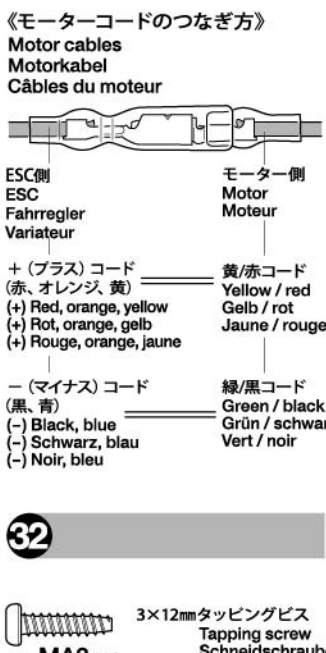 《モーターコードのつなぎ方》
Motor cables
Motorkabel
Câbles du moteur
ESC側
ESC
Fahrregler
Variateur
モーター側
Motor
Moteur
+(プラス)コード
(赤、オレンジ、黄)
(+) Red, orange, yellow
(+) Rot, orange, gelb
(+) Rouge, orange, jaune
黄/赤コード
Yellow / red
Gelb / rot
Jaune / rouge
−(マイナス)コード
(黒、青)
(−) Black, blue
(−) Schwarz, blau
(−) Noir, bleu
緑/黒コード
Green / black
Grün / schwar
Vert / noir
32
3×12㎜タッピングビス
Tapping screw